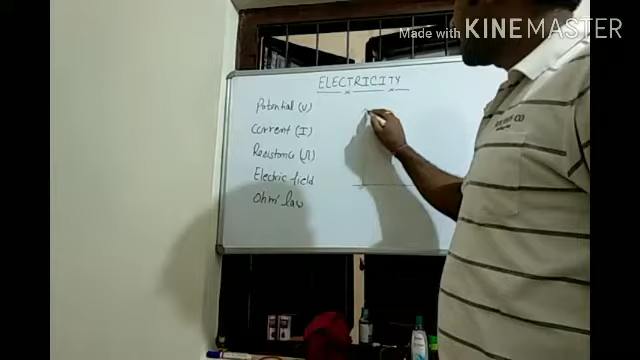 Made with KINEMASTER
ELECTRICITY
Potential (V)
Current (I)
Resistance (Ω)
Electric field
Ohm' law